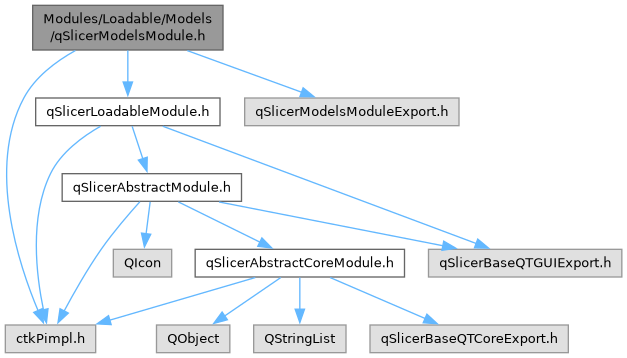 Modules/Loadable/Models
/qSlicerModelsModule.h
qSlicerLoadableModule.h
qSlicerModelsModuleExport.h
qSlicerAbstractModule.h
QIcon
qSlicerAbstractCoreModule.h
qSlicerBaseQTGUIExport.h
ctkPimpl.h
QObject
QStringList
qSlicerBaseQTCoreExport.h